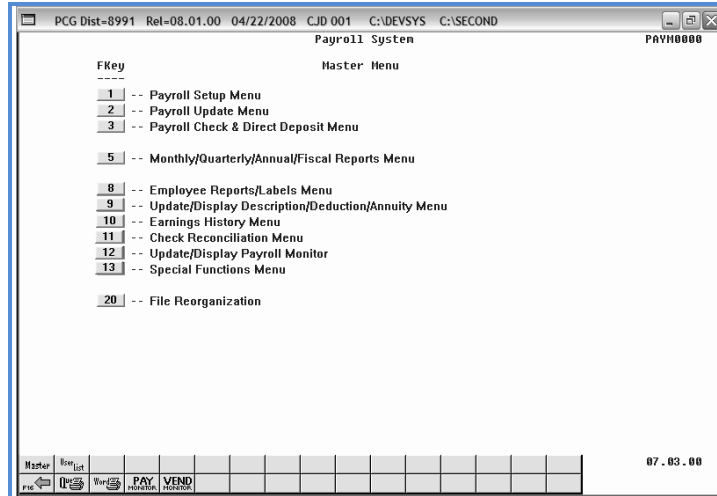 PCG Dist=8991 Rel=08.01.00 04/22/2008 CJD 001 C:\DEVSYS C:\SECOND
Payroll System PAYM0000
FKey Master Menu
----
1 -- Payroll Setup Menu
2 -- Payroll Update Menu
3 -- Payroll Check & Direct Deposit Menu
5 -- Monthly/Quarterly/Annual/Fiscal Reports Menu
8 -- Employee Reports/Labels Menu
9 -- Update/Display Description/Deduction/Annuity Menu
10 -- Earnings History Menu
11 -- Check Reconciliation Menu
12 -- Update/Display Payroll Monitor
13 -- Special Functions Menu
20 -- File Reorganization
Master User List 07.03.00
F16 Que Word PAY MONITOR VEND MONITOR